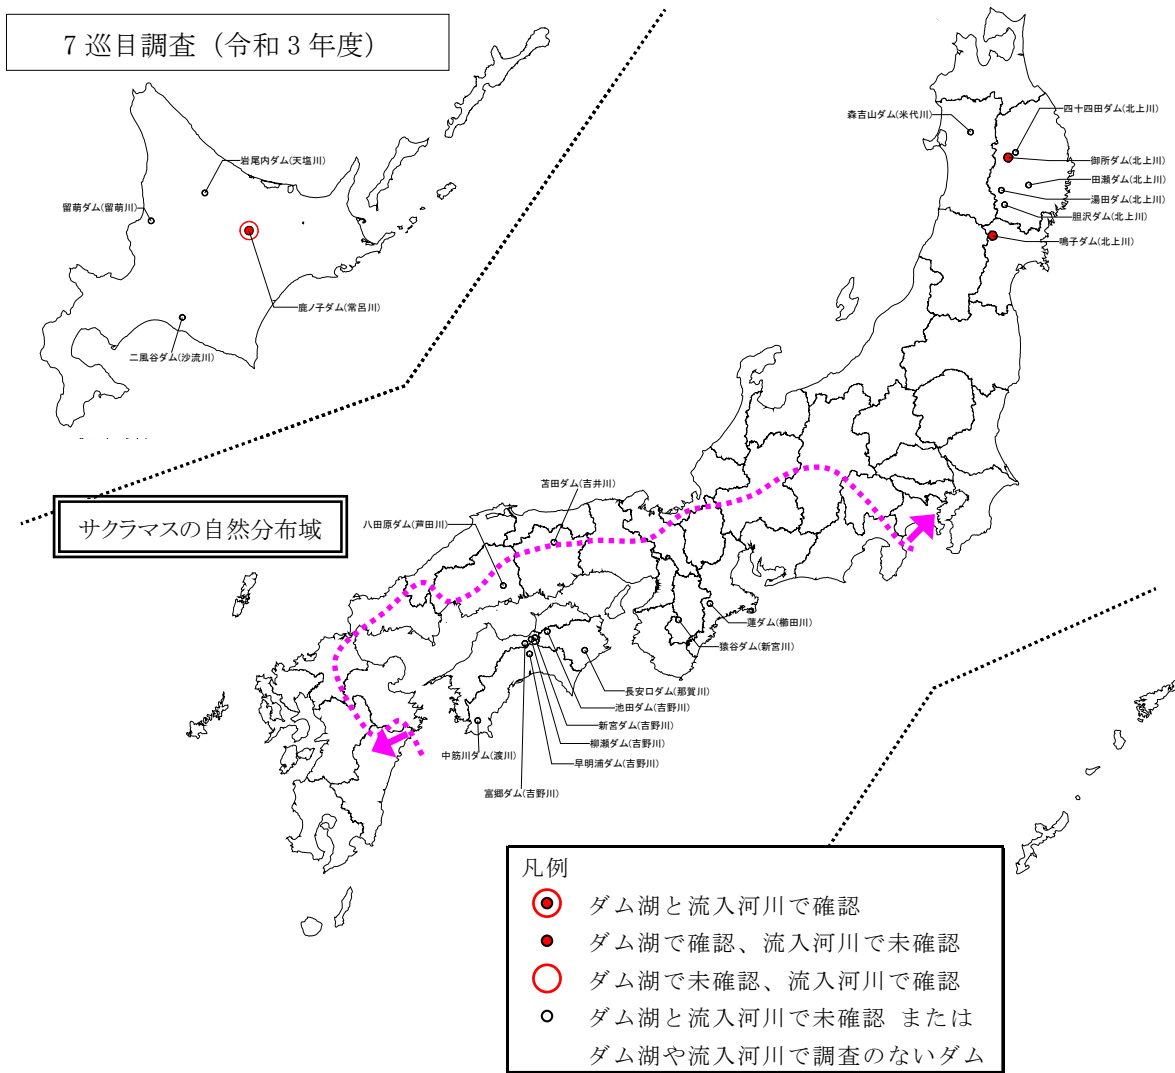 7巡目調査（令和3年度）
岩尾内ダム(天塩川)
留萌ダム(留萌川)
鹿ノ子ダム(常呂川)
二風谷ダム(沙流川)
四十四田ダム(北上川)
森吉山ダム(米代川)
御所ダム(北上川)
田瀬ダム(北上川)
湯田ダム(北上川)
胆沢ダム(北上川)
鳴子ダム(北上川)
サクラマスの自然分布域
苫田ダム(吉井川)
八田原ダム(芦田川)
蓮ダム(櫛田川)
猿谷ダム(新宮川)
長安口ダム(那賀川)
池田ダム(吉野川)
新宮ダム(吉野川)
柳瀬ダム(吉野川)
中筋川ダム(渡川)
早明浦ダム(吉野川)
富郷ダム(吉野川)
凡例
ダム湖と流入河川で確認
ダム湖で確認、流入河川で未確認
ダム湖で未確認、流入河川で確認
ダム湖と流入河川で未確認 または
ダム湖や流入河川で調査のないダム